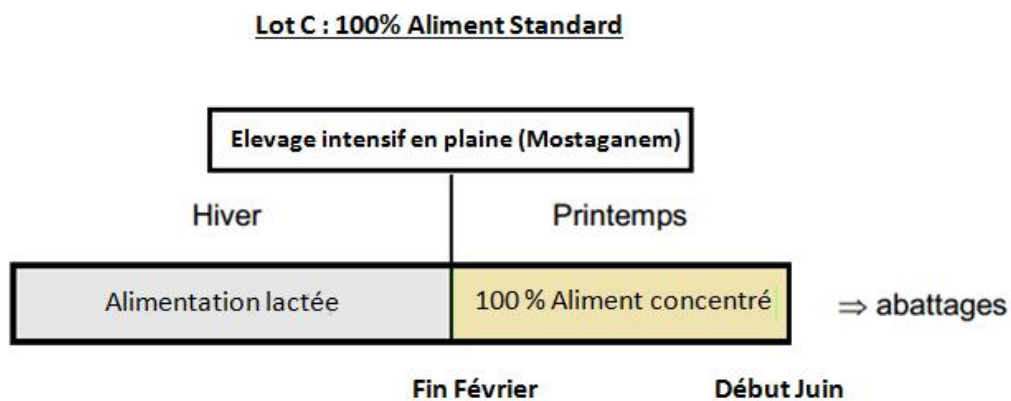 Lot C : 100% Aliment Standard
Elevage intensif en plaine (Mostaganem)
Hiver
Printemps
Alimentation lactée
100 % Aliment concentré
⇒ abattages
Fin Février
Début Juin